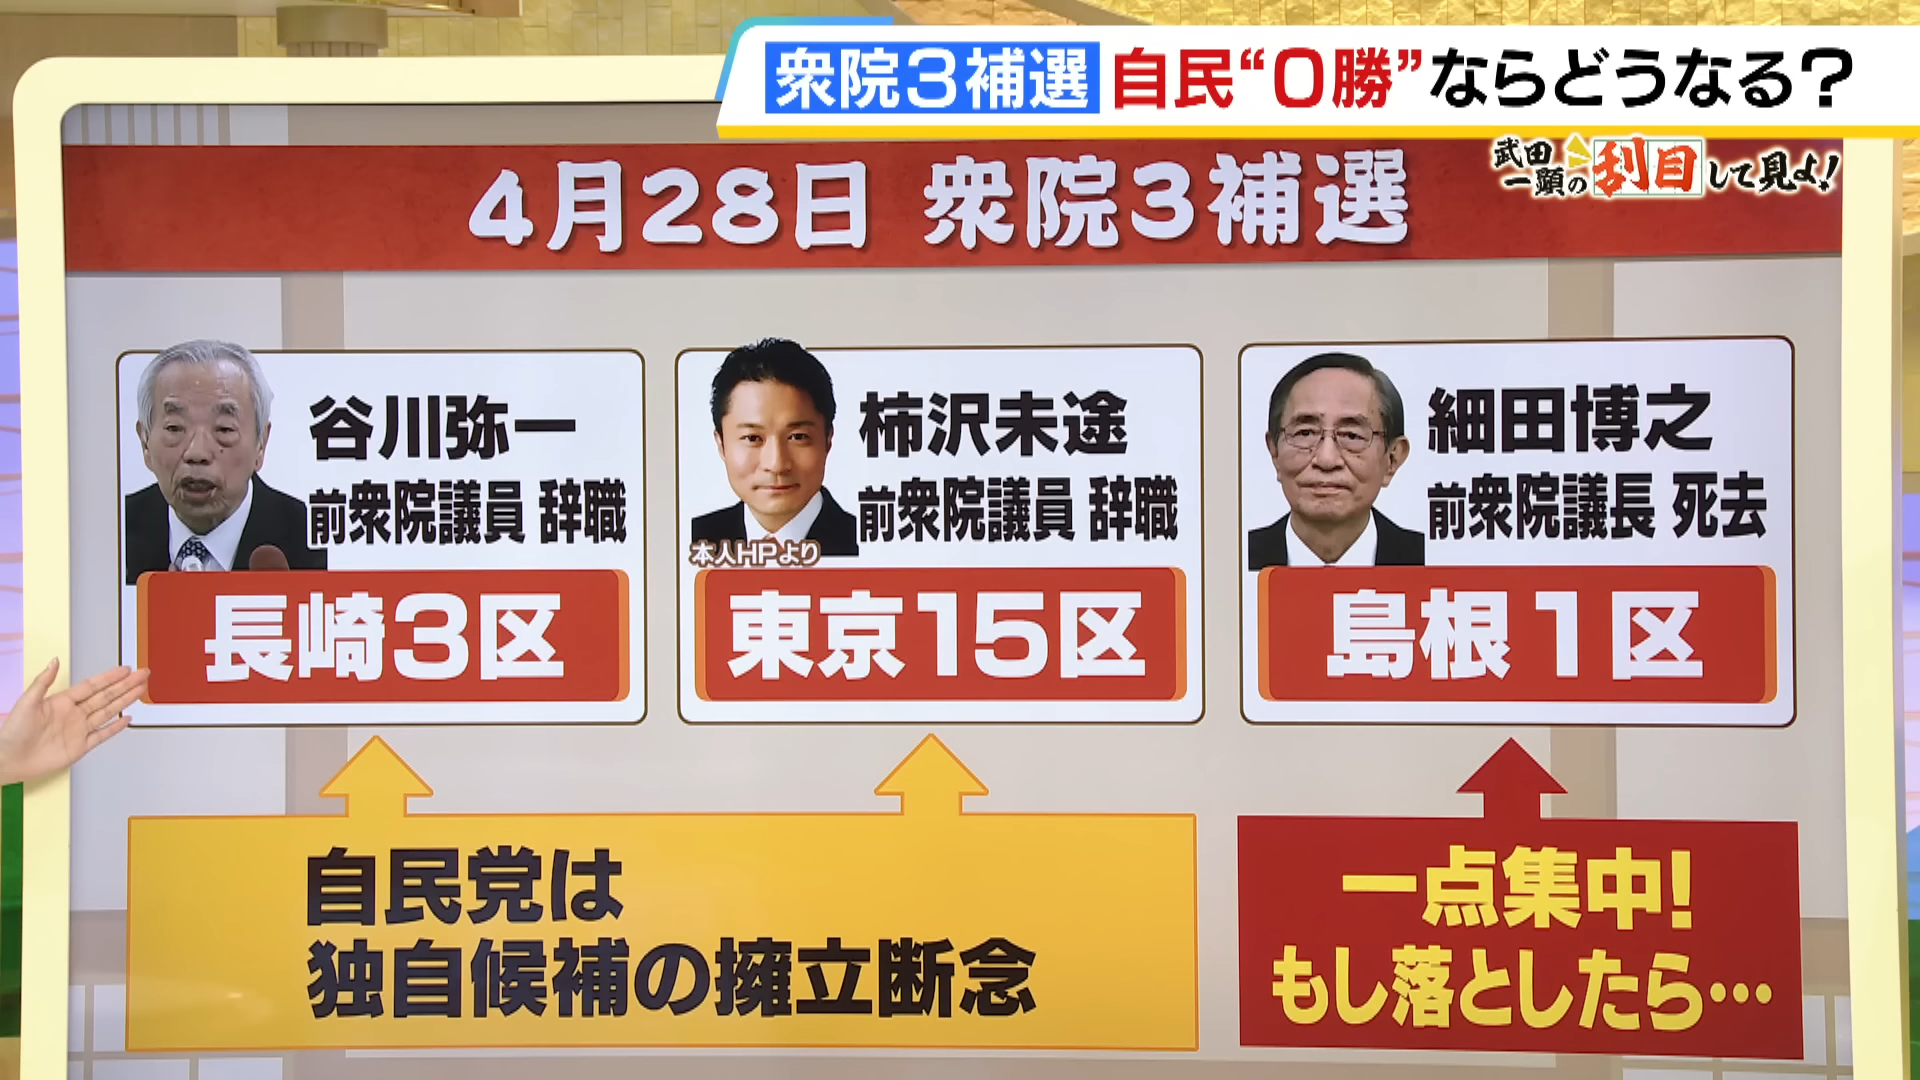 衆院3補選 自民“0勝”ならどうなる?
武田一顕の刮目して見よ!
4月28日 衆院3補選
谷川弥一
前衆院議員 辞職
長崎3区
柿沢未途
前衆院議員 辞職
本人HPより
東京15区
細田博之
前衆院議長 死去
島根1区
自民党は
独自候補の擁立断念
一点集中!
もし落としたら…